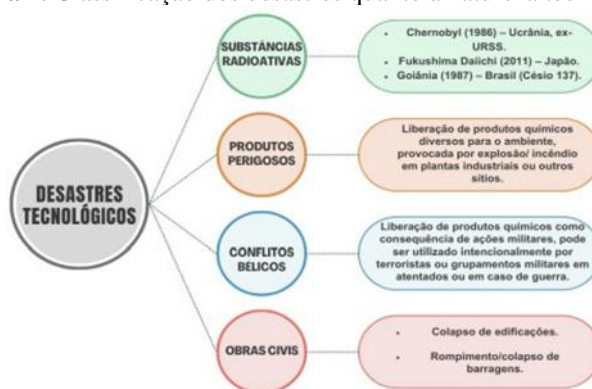 SUBSTÂNCIAS
RADIOATIVAS
• Chernobyl (1986) – Ucrânia, ex-
URSS.
• Fukushima Daiichi (2011) – Japão.
• Goiânia (1987) – Brasil (Césio 137).
DESASTRES
TECNOLÓGICOS
PRODUTOS
PERIGOSOS
Liberação de produtos químicos
diversos para o ambiente,
provocada por explosão/ incêndio
em plantas industriais ou outros
sítios.
CONFLITOS
BÉLICOS
Liberação de produtos químicos como
consequência de ações militares, pode
ser utilizado intencionalmente por
terroristas ou grupamentos militares em
atentados ou em caso de guerra.
OBRAS CIVIS
• Colapso de edificações.
• Rompimento/colapso de
barragens.